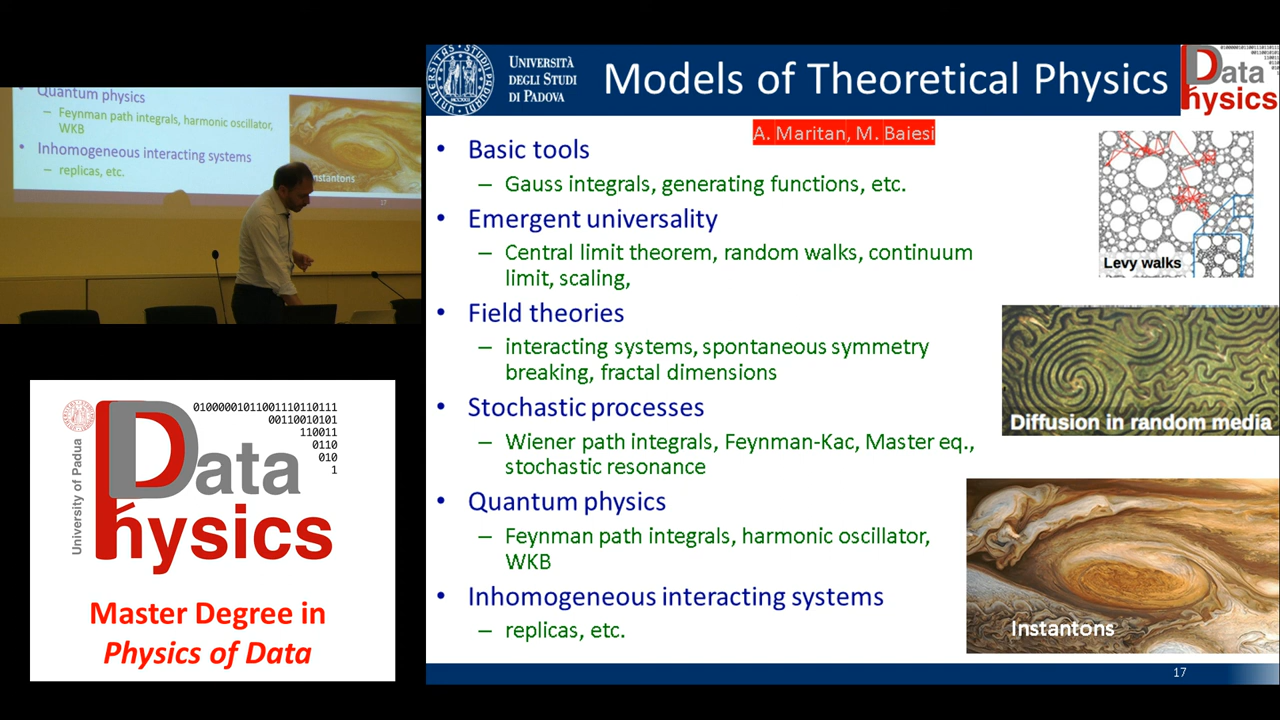 Quantum physics
– Feynman path integrals, harmonic oscillator,
WKB
• Inhomogeneous interacting systems
– replicas, etc.
Instantons
17
University of Padua
Data
Physics
01000001011001110110111
00110010101
110011
0110
010
1
Master Degree in
Physics of Data
UNIVERSITÀ
DEGLI STUDI
DI PADOVA
Models of Theoretical Physics
Data
Physics
A. Maritan, M. Baiesi
• Basic tools
– Gauss integrals, generating functions, etc.
• Emergent universality
– Central limit theorem, random walks, continuum
limit, scaling,
• Field theories
– interacting systems, spontaneous symmetry
breaking, fractal dimensions
• Stochastic processes
– Wiener path integrals, Feynman-Kac, Master eq.,
stochastic resonance
• Quantum physics
– Feynman path integrals, harmonic oscillator,
WKB
• Inhomogeneous interacting systems
– replicas, etc.
Levy walks
Diffusion in random media
Instantons
17